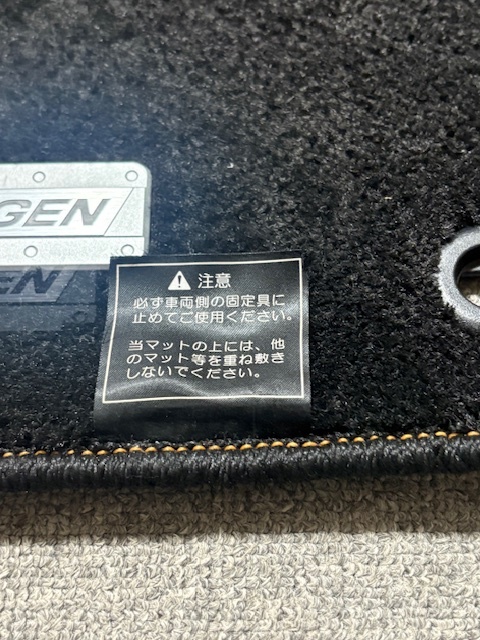 GEN
GEN
⚠ 注意
必ず車両側の固定具に
止めてご使用ください。
当マットの上には、他
のマット等を重ね敷き
しないでください。